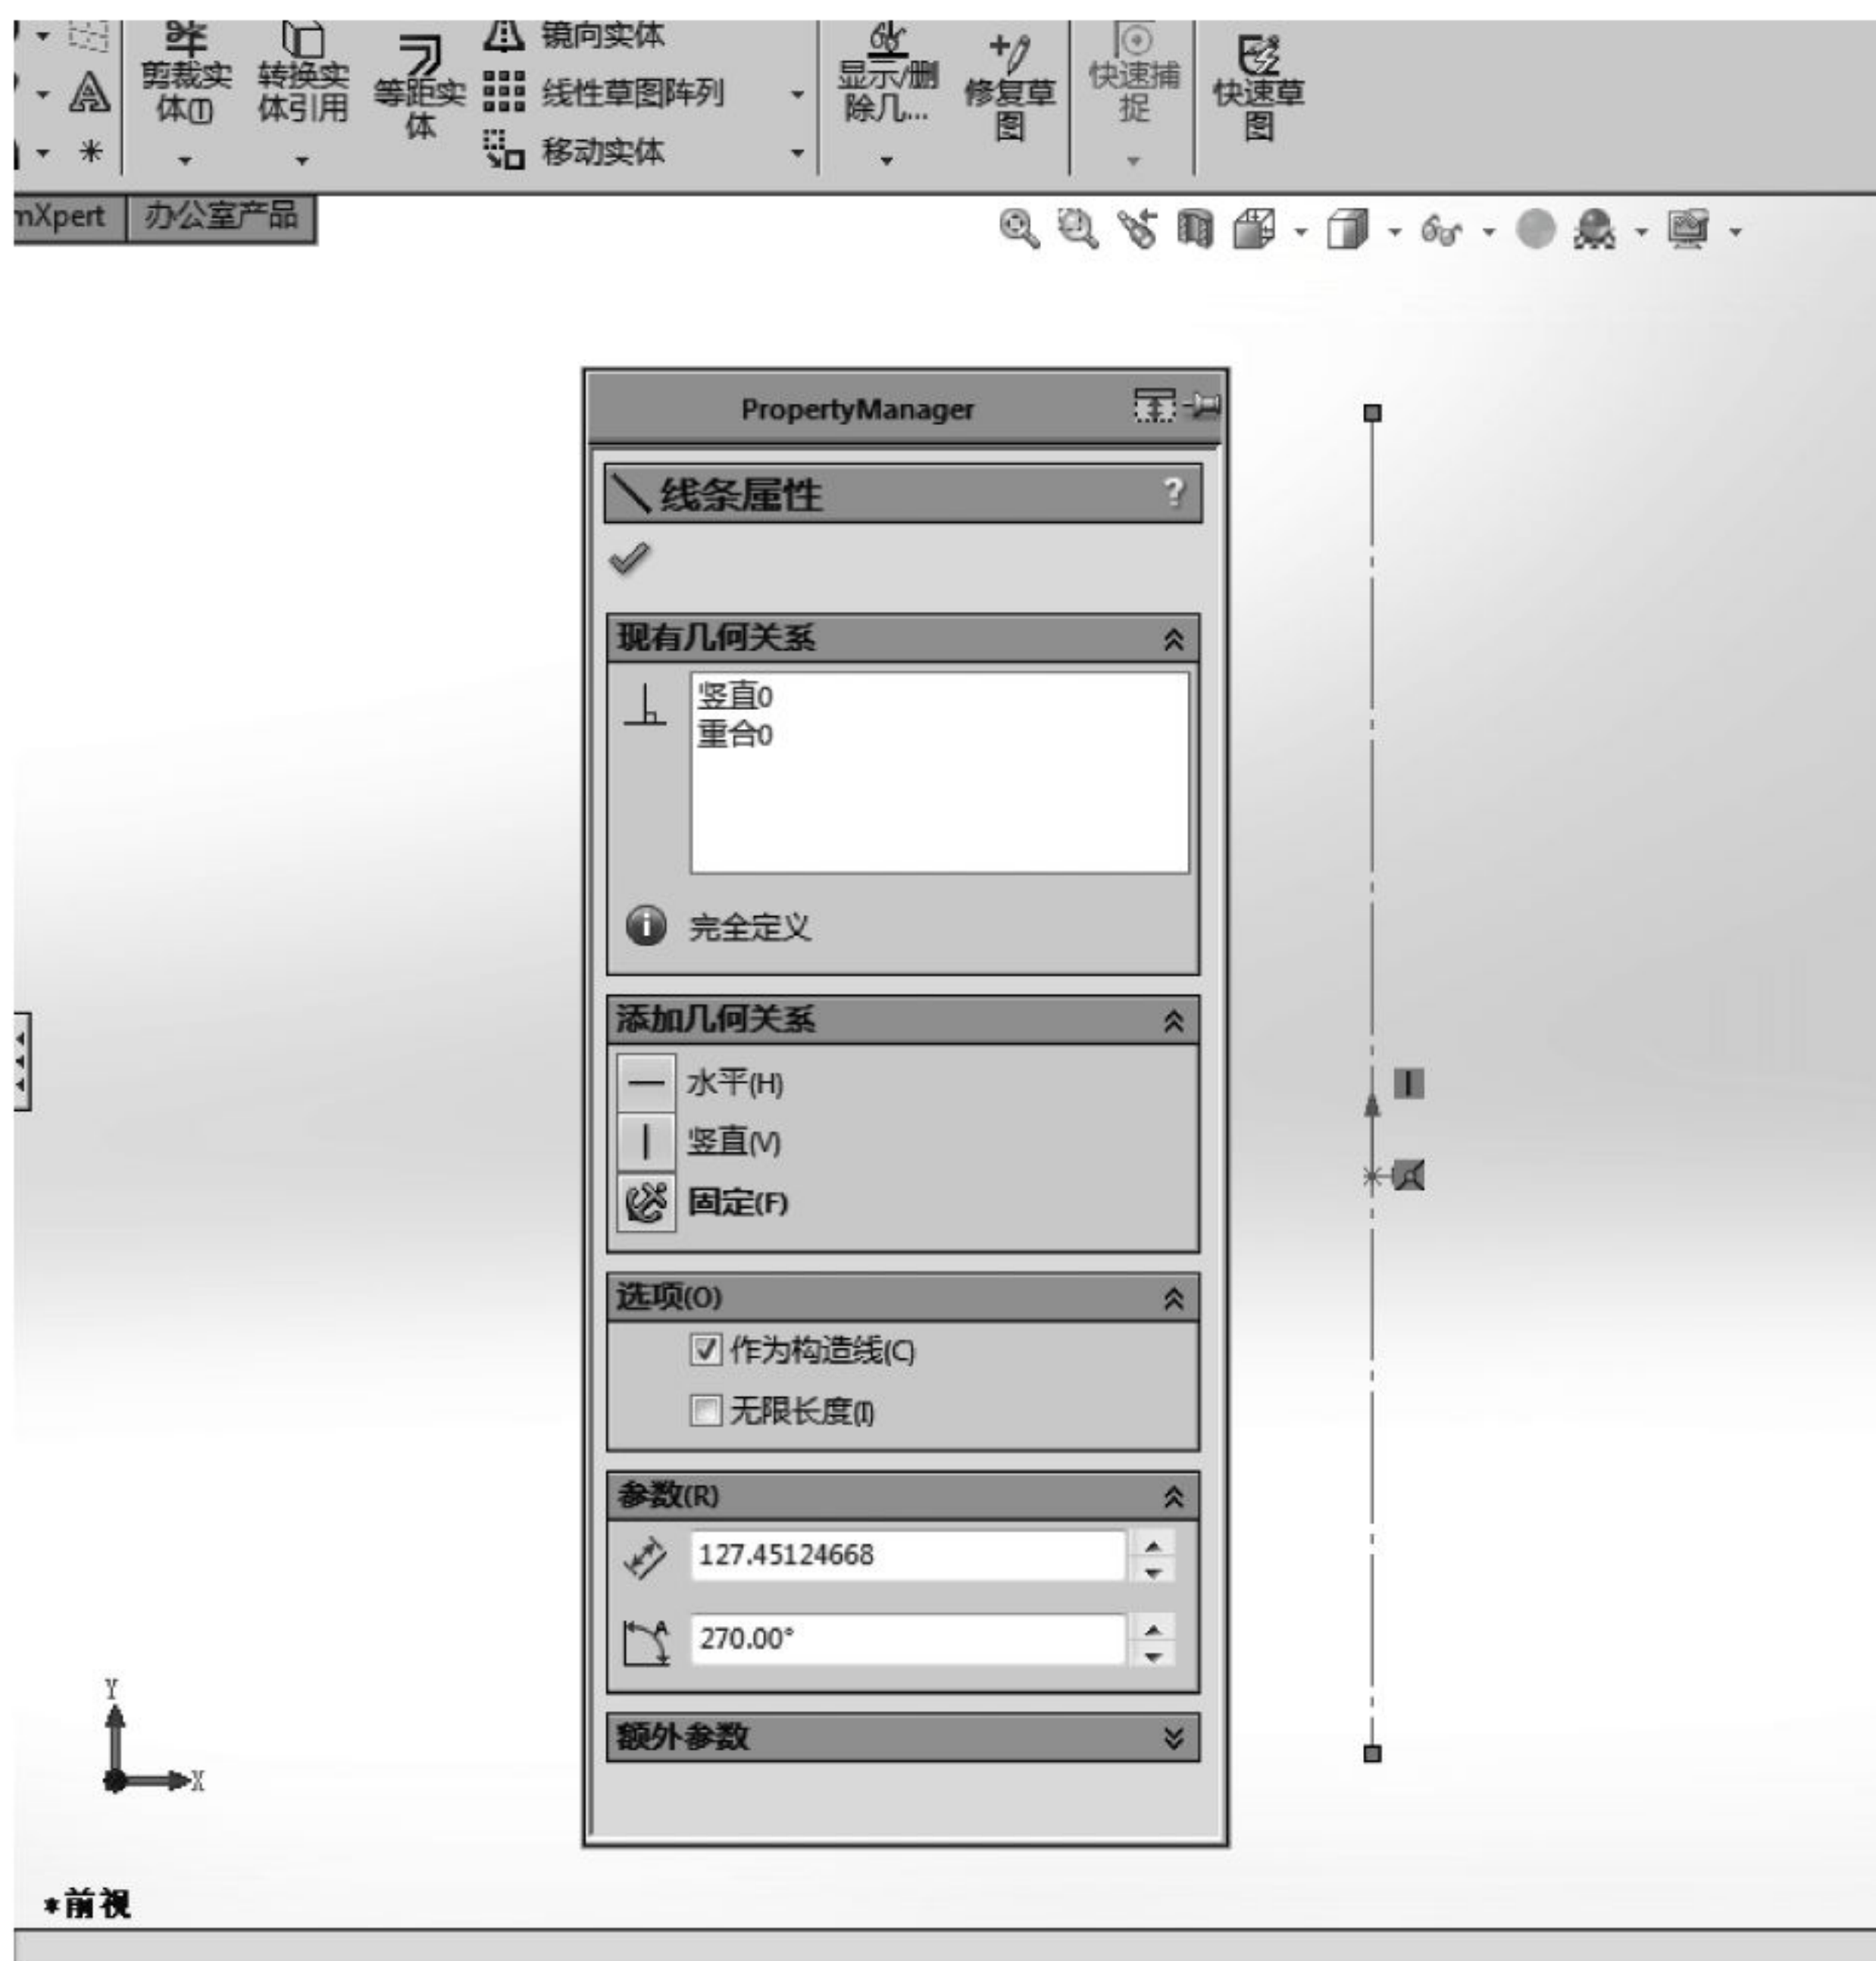 镜向实体
剪裁实
体(T)
转换实
体引用
等距实
体
线性草图阵列
移动实体
显示/删
除几...
修复草
图
快速捕
捉
快速草
图
mXpert
办公室产品
PropertyManager
线条属性
?
现有几何关系
竖直0
重合0
完全定义
添加几何关系
水平(H)
竖直(V)
固定(F)
选项(O)
作为构造线(C)
无限长度(I)
参数(R)
127.45124668
A
270.00°
额外参数
Y
X
*前視